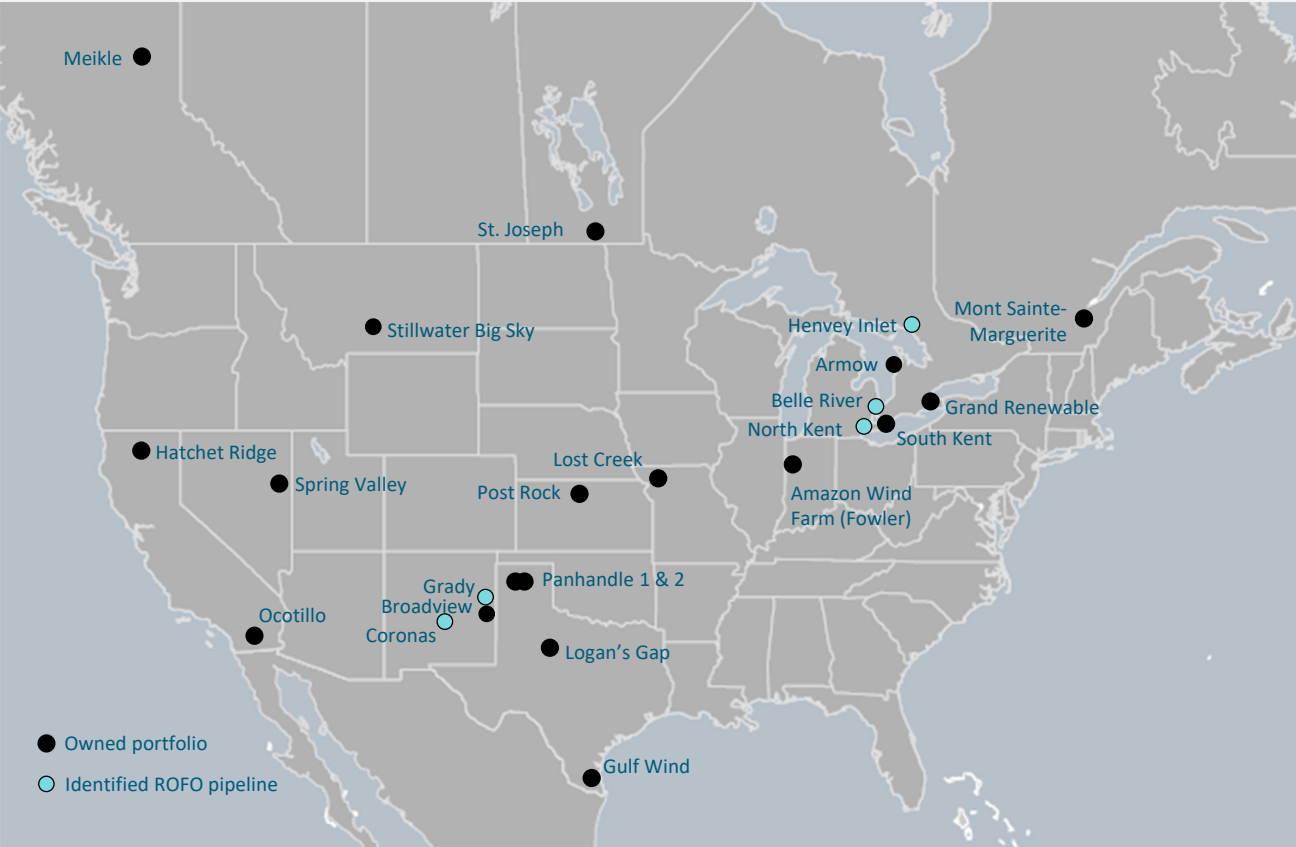 Meikle
St. Joseph
Stillwater Big Sky
Mont Sainte-
Marguerite
Henvey Inlet
Armow
Belle River
Grand Renewable
North Kent
South Kent
Hatchet Ridge
Spring Valley
Lost Creek
Post Rock
Amazon Wind
Farm (Fowler)
Grady
Panhandle 1 & 2
Broadview
Coronas
Ocotillo
Logan’s Gap
Owned portfolio
Gulf Wind
Identified ROFO pipeline